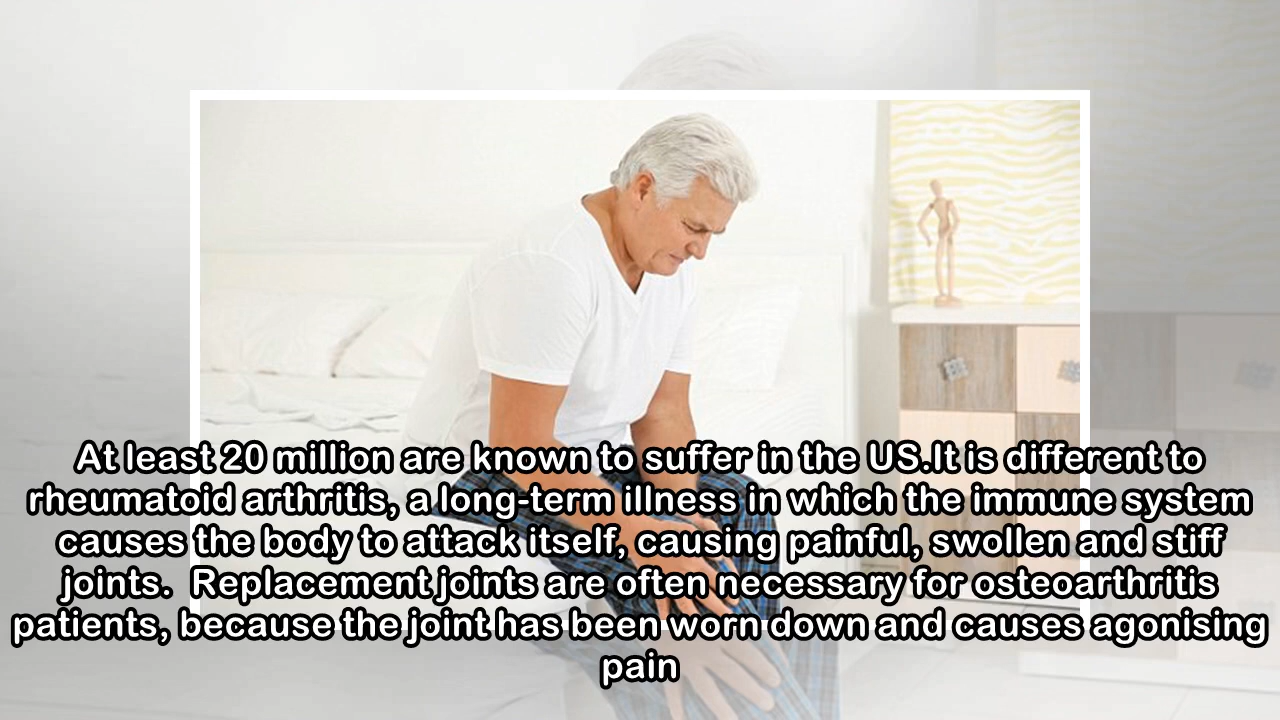 At least 20 million are known to suffer in the US.It is different to
rheumatoid arthritis, a long-term illness in which the immune system
causes the body to attack itself, causing painful, swollen and stiff
joints.  Replacement joints are often necessary for osteoarthritis
patients, because the joint has been worn down and causes agonising
pain